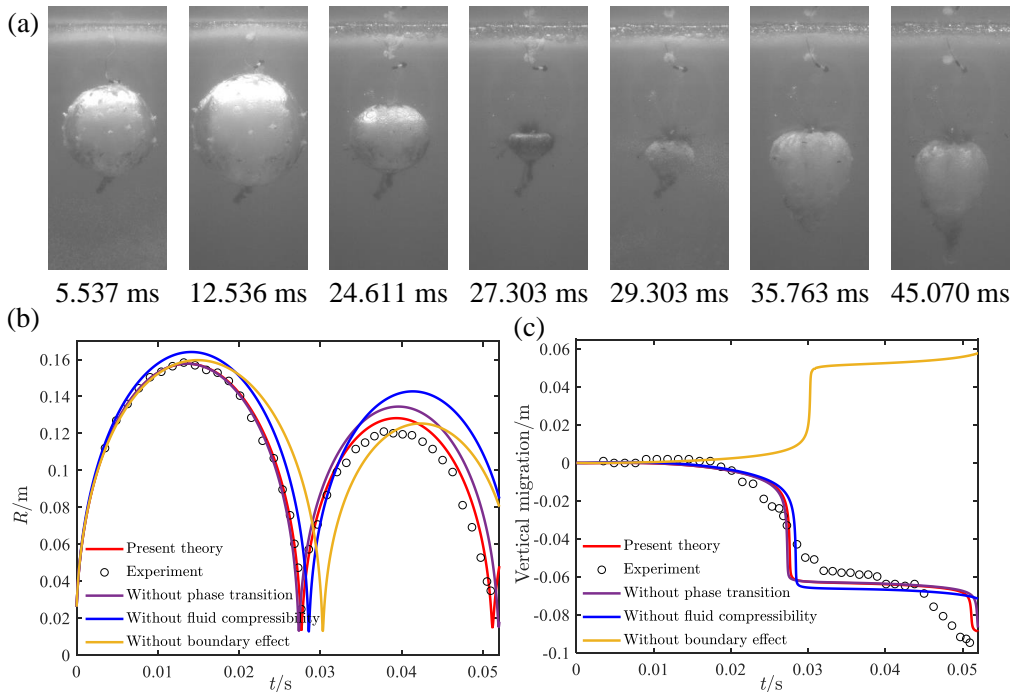 (a)
5.537 ms 12.536 ms 24.611 ms 27.303 ms 29.303 ms 35.763 ms 45.070 ms
(b)
0.16
0.14
0.12
0.1
0.08
0.06
0.04
0.02
0
R/m
Present theory
Experiment
Without phase transition
Without fluid compressibility
Without boundary effect
0 0.01 0.02 0.03 0.04 0.05
t/s
(c)
0.06
0.04
0.02
0
-0.02
-0.04
-0.06
-0.08
-0.1
Vertical migration/m
Present theory
Experiment
Without phase transition
Without fluid compressibility
Without boundary effect
0 0.01 0.02 0.03 0.04 0.05
t/s